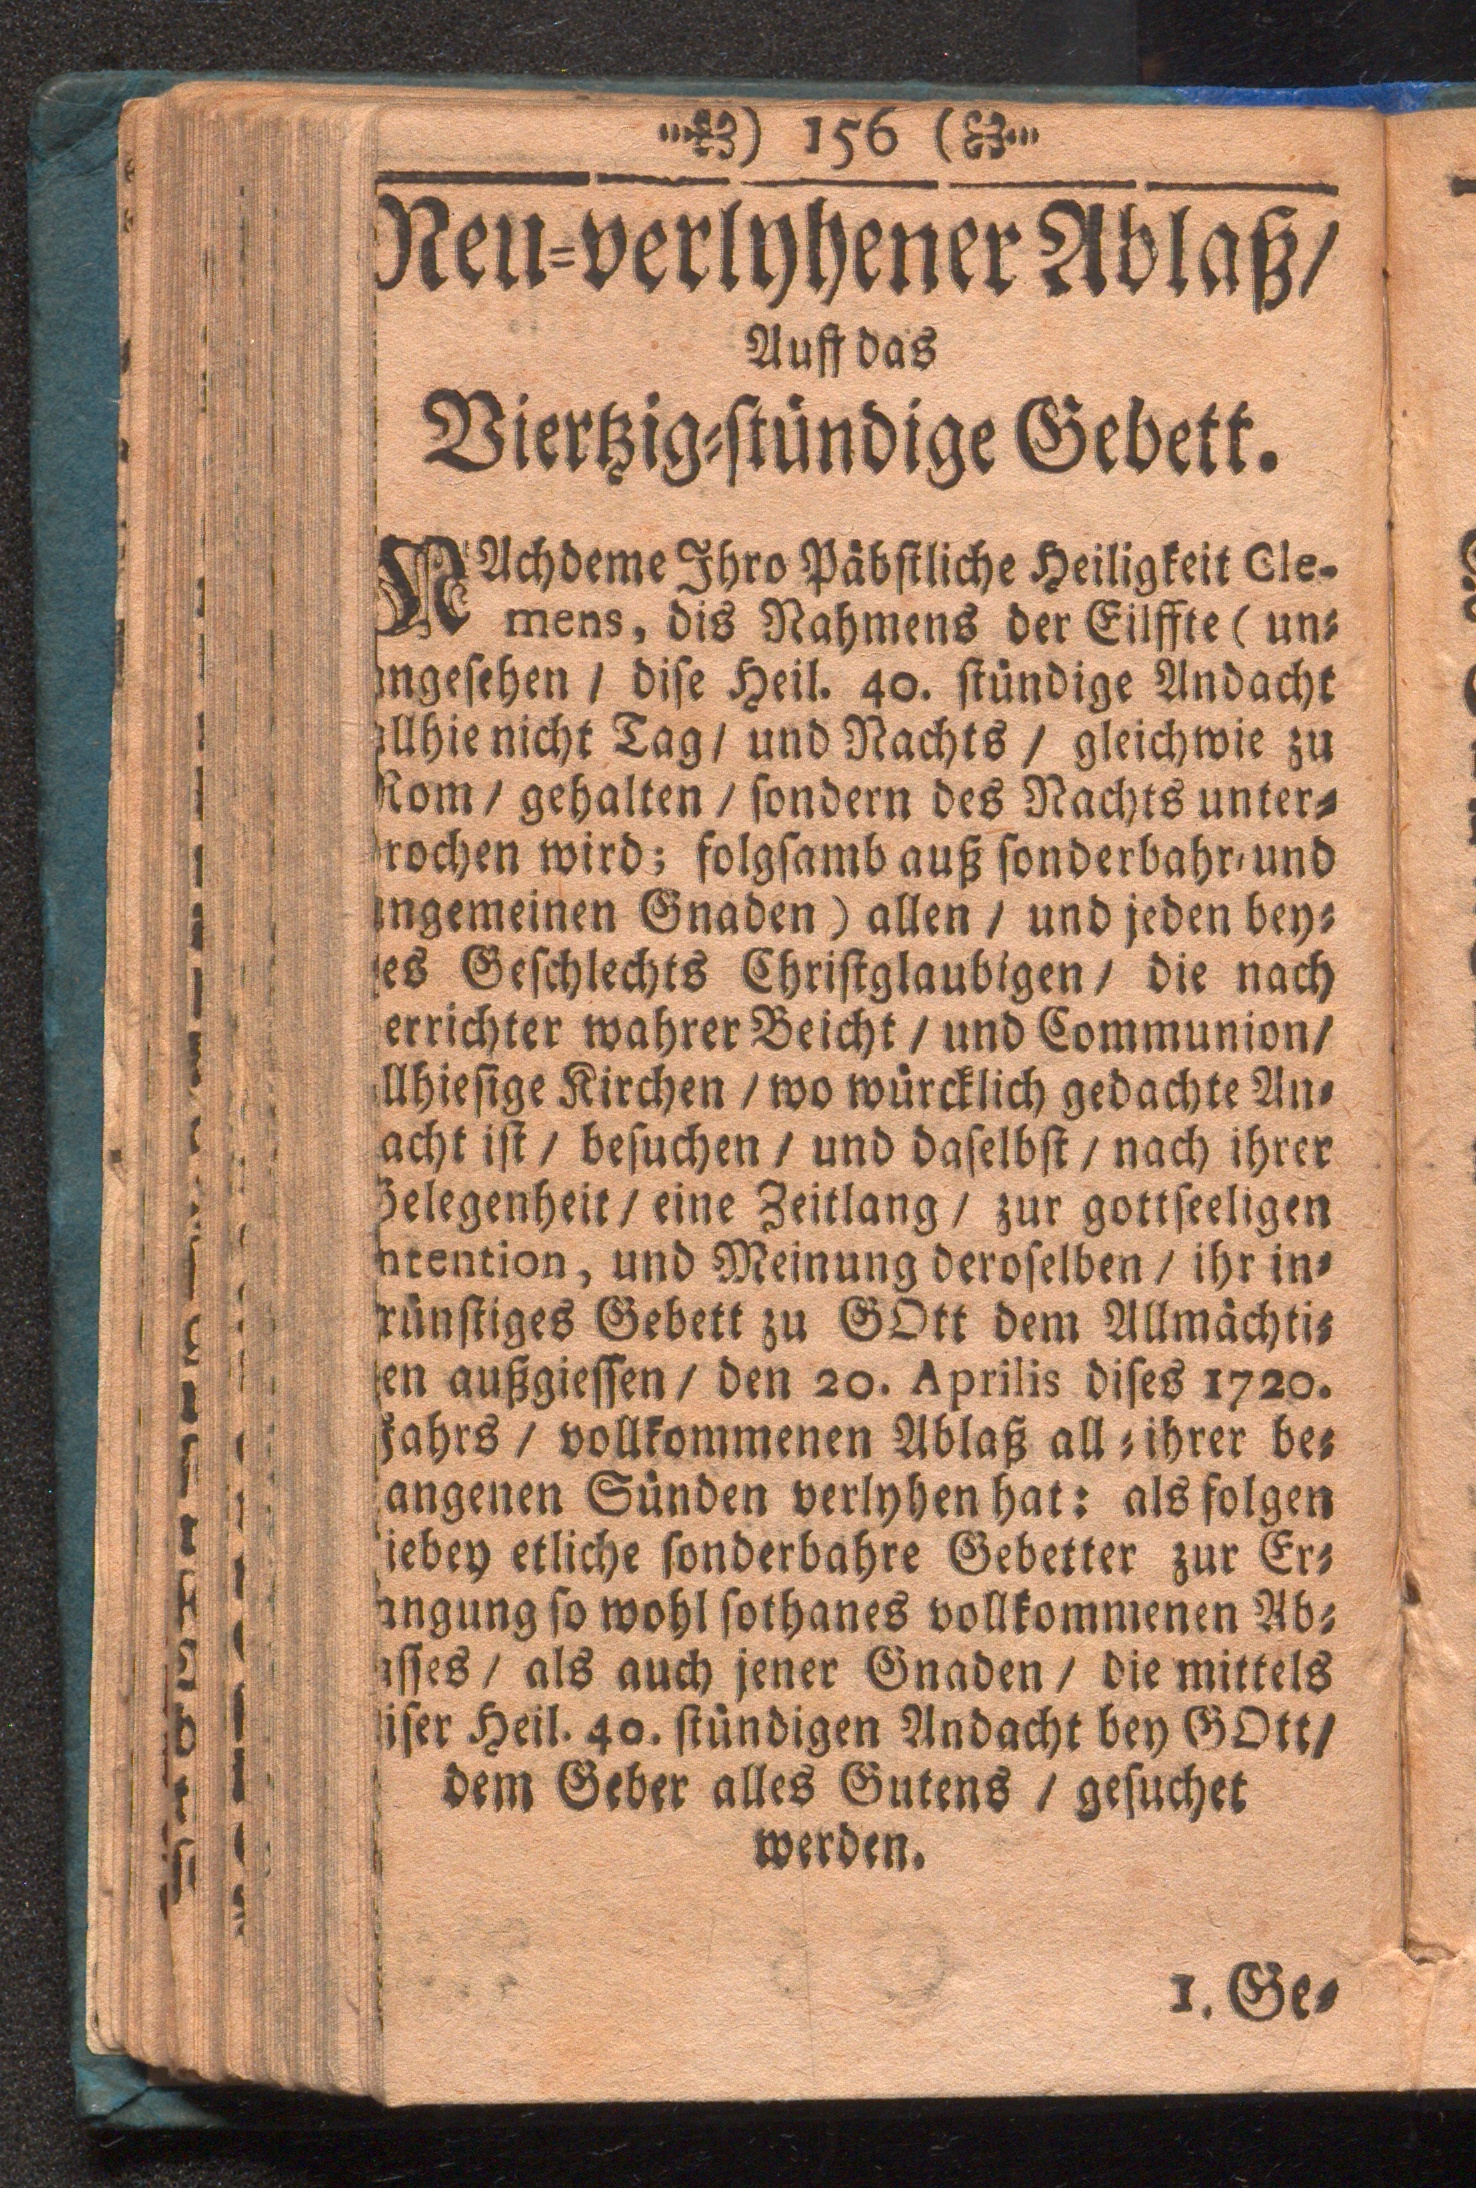 ) 156 (
Neu-verlyhener Ablaß/
Auff das
Viertzig-stündige Gebett.
NAchdeme Ihro Päbstliche Heiligkeit Cle-
mens, dis Nahmens der Eilffte ( un-
ngesehen / dise Heil. 40. stündige Andacht
llhie nicht Tag / und Nachts / gleichwie zu
Rom / gehalten / sondern des Nachts unter-
rochen wird; folgsamb auß sonderbahr-und
ngemeinen Gnaden ) allen / und jeden bey-
es Geschlechts Christglaubigen / die nach
errichter wahrer Beicht / und Communion/
llhiesige Kirchen / wo würcklich gedachte An-
acht ist / besuchen / und daselbst / nach ihrer
Gelegenheit / eine Zeitlang / zur gottseeligen
ntention, und Meinung deroselben / ihr in-
rünstiges Gebett zu GOtt dem Allmächti-
en außgiessen / den 20. Aprilis dises 1720.
Jahrs / vollkommenen Ablaß all-ihrer be-
angenen Sünden verlyhen hat: als folgen
iebey etliche sonderbahre Gebetter zur Er-
ngung so wohl sothanes vollkommenen Ab-
sses / als auch jener Gnaden / die mittels
iser Heil. 40. stündigen Andacht bey GOtt/
dem Geber alles Gutens / gesuchet
werden.
1. Ge-